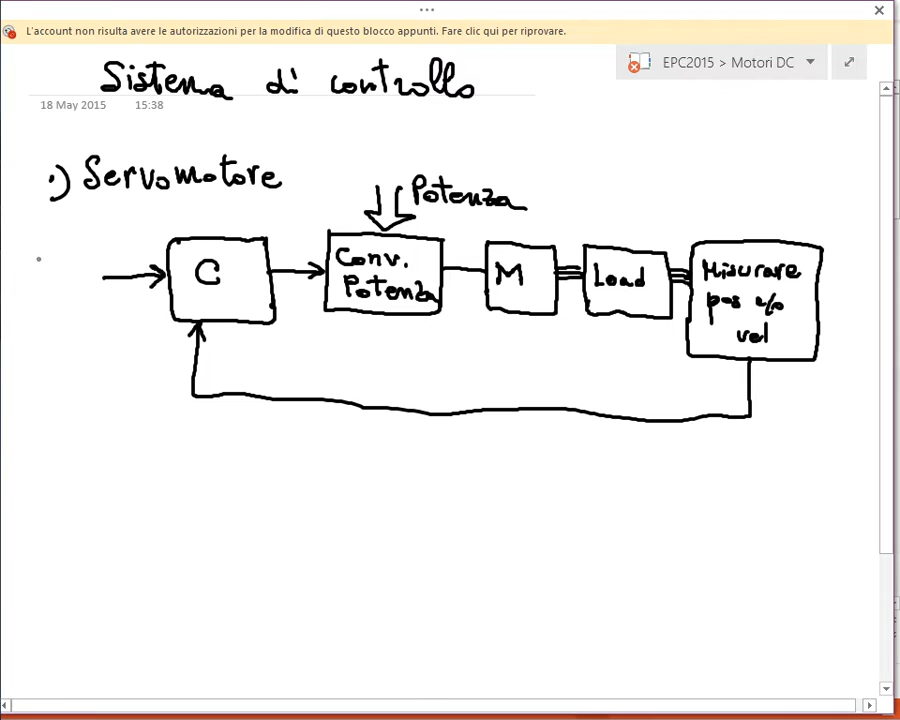 L'account non risulta avere le autorizzazioni per la modifica di questo blocco appunti. Fare clic qui per riprovare.
EPC2015 > Motori DC
Sistema di controllo
18 May 2015 15:38
•) Servomotore
Potenza
C
Conv.
Potenza
M
Load
Misurare
pos e/o
vel